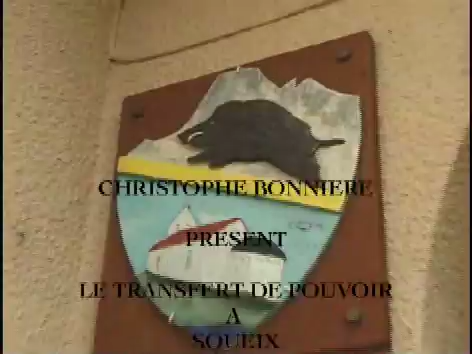 CHRISTOPHE BONNIERE
PRESENT
LE TRANSFERT DE POUVOIR
A
SOUEIX